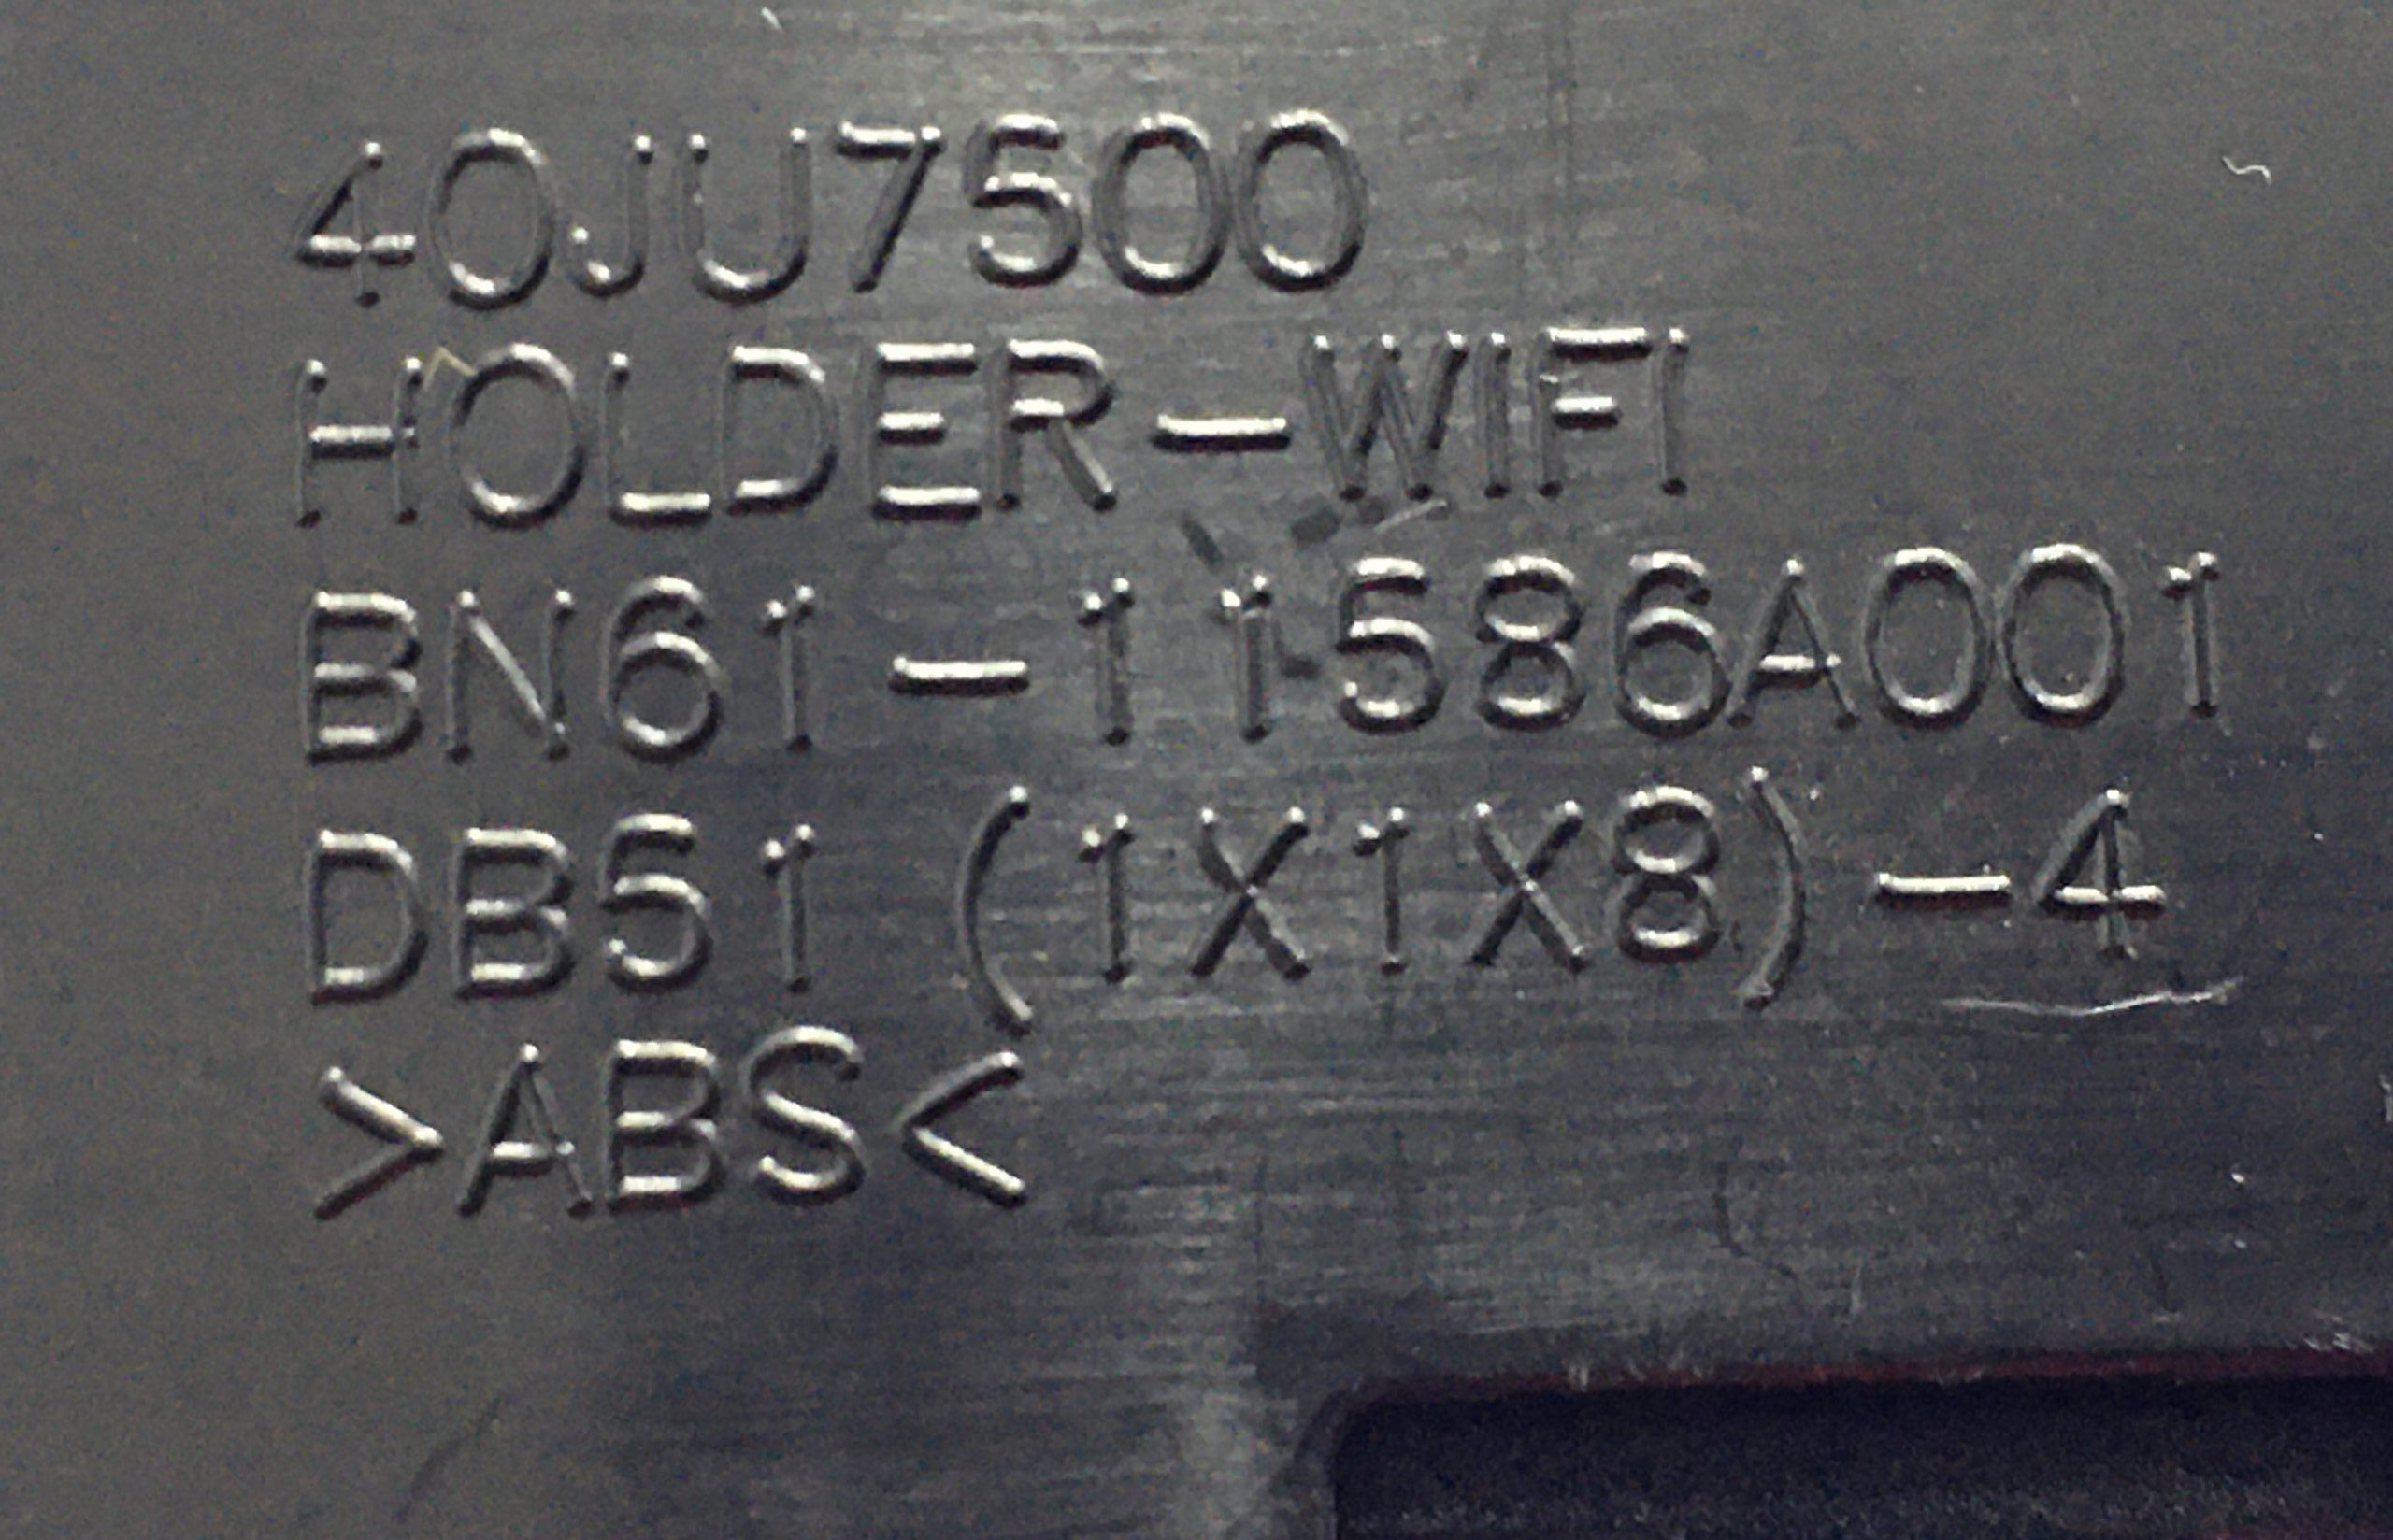 40JU7500
HOLDER-WIFI
BN61-11586A001
DB51 (1X1X8)-4
>ABS<